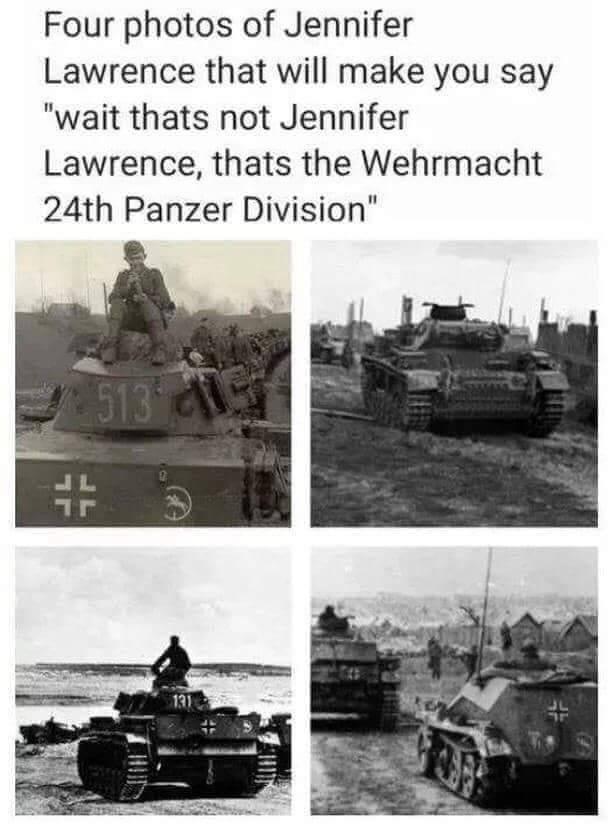 Four photos of Jennifer
Lawrence that will make you say
"wait thats not Jennifer
Lawrence, thats the Wehrmacht
24th Panzer Division"
513
131